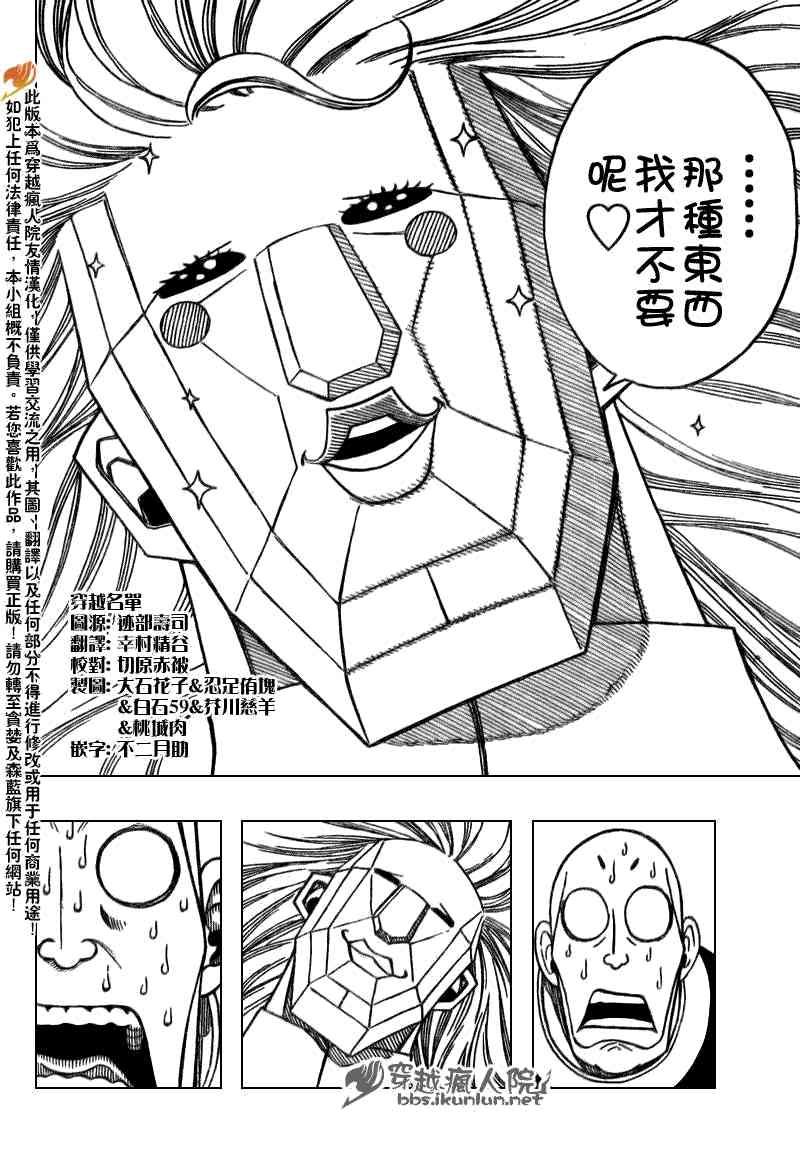 ……
那種東西
我才不要
呢♡
此版本爲穿越瘋人院友情漢化，僅供學習交流之用，其圖、翻譯以及任何部分不得進行修改或用于任何商業用途！
如犯上任何法律責任，本小組概不負責。若您喜歡此作品，請購買正版！請勿轉至貪婪及森藍旗下任何網站！
穿越名單
圖源: 迹部壽司
翻譯: 幸村精谷
校對: 切原赤被
製圖: 大石花子&忍足侑塊
&白石59&芥川慈羊
&桃城肉
嵌字: 不二月助
穿越瘋人院
bbs.ikunlun.net